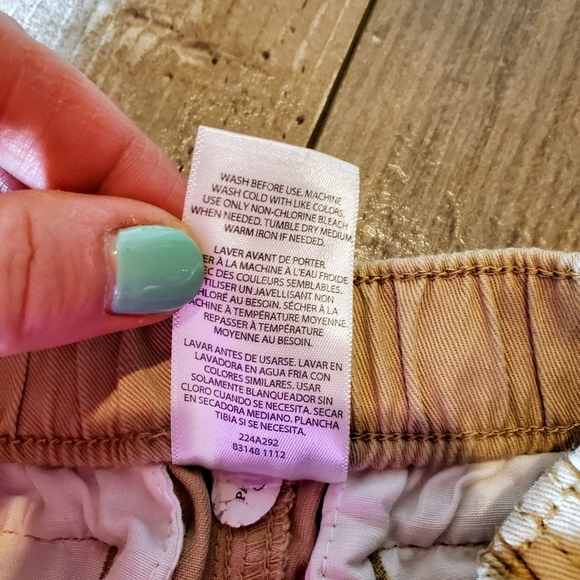 WASH BEFORE USE. MACHINE
WASH COLD WITH LIKE COLORS.
USE ONLY NON-CHLORINE BLEACH
WHEN NEEDED. TUMBLE DRY MEDIUM
WARM IRON IF NEEDED.
LAVER AVANT DE PORTER.
ER À LA MACHINE À L'EAU FROIDE
EC DES COULEURS SEMBLABLES.
UTILISER UN JAVELLISANT NON
HLORÉ AU BESOIN. SÉCHER À LA
ACHINE À TEMPÉRATURE MOYENNE.
REPASSER À TEMPÉRATURE
MOYENNE AU BESOIN.
LAVAR ANTES DE USARSE. LAVAR EN
LAVADORA EN AGUA FRIA CON
COLORES SIMILARES. USAR
SOLAMENTE BLANQUEADOR SIN
CLORO CUANDO SE NECESITA. SECAR
EN SECADORA MEDIANO. PLANCHA
TIBIA SI SE NECESITA.
224A292
83148 1112